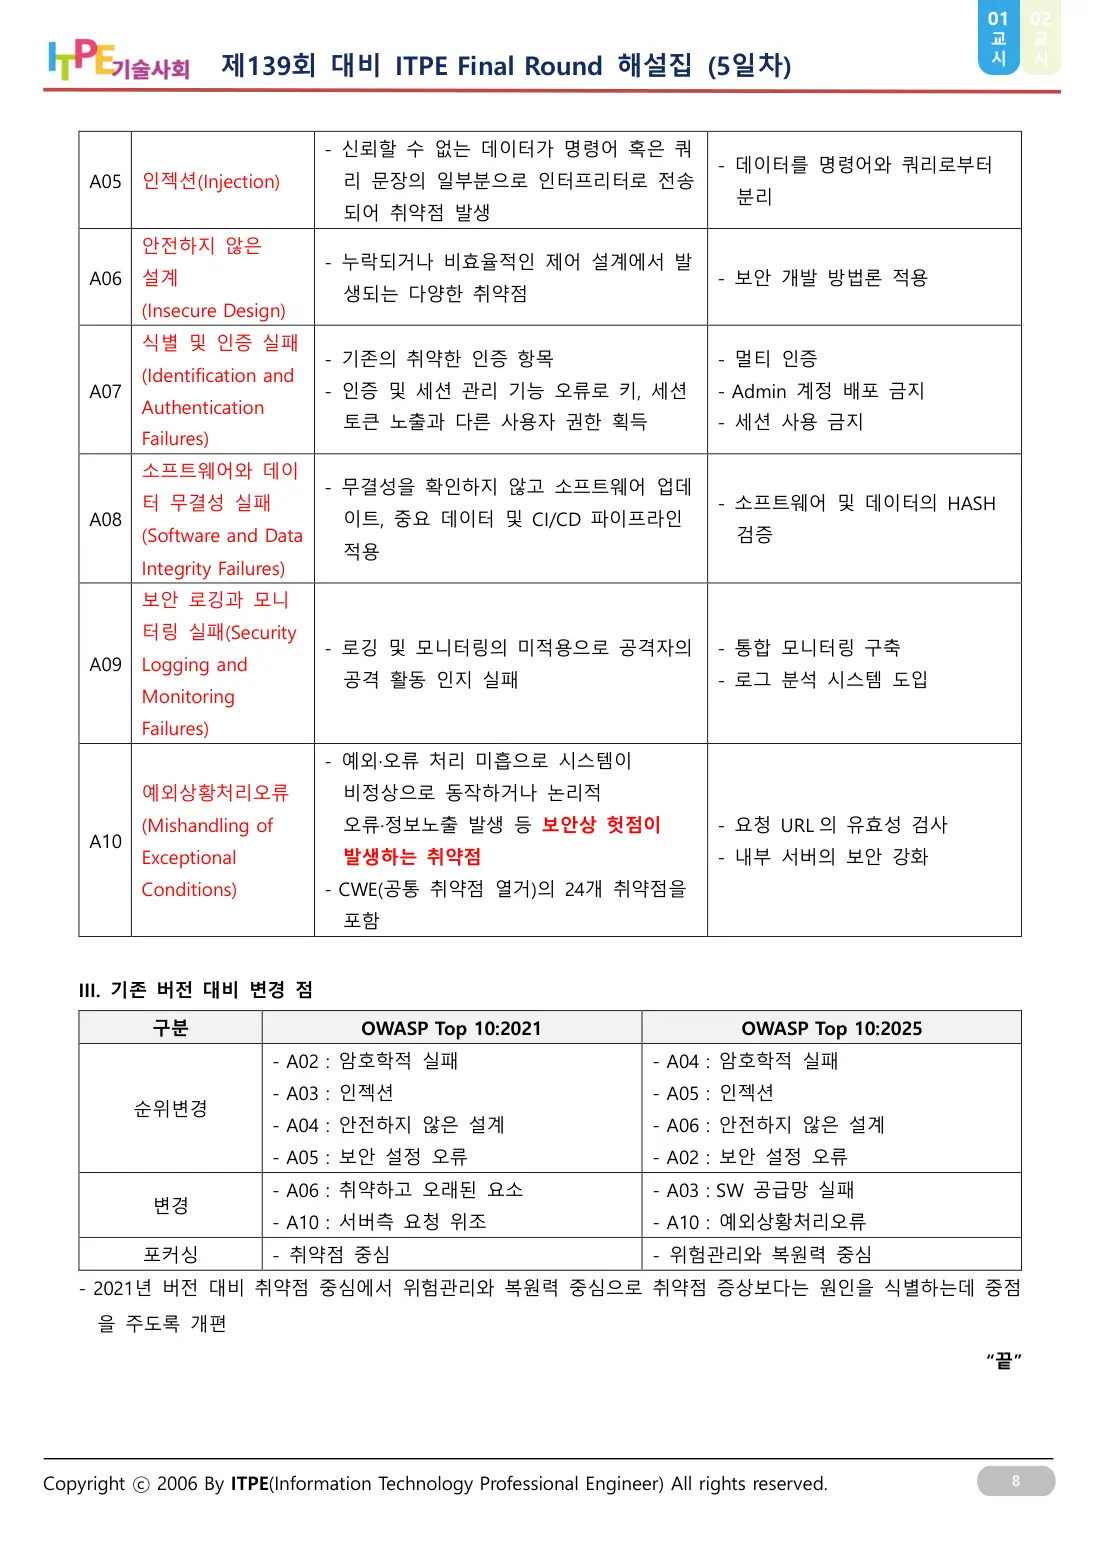 ITPE기술사회 제139회 대비 ITPE Final Round 해설집 (5일차)
01
교
시
02
교
시
A05
인젝션(Injection)
- 신뢰할 수 없는 데이터가 명령어 혹은 쿼
리 문장의 일부분으로 인터프리터로 전송
되어 취약점 발생
- 데이터를 명령어와 쿼리로부터
분리
A06
안전하지 않은
설계
(Insecure Design)
- 누락되거나 비효율적인 제어 설계에서 발
생되는 다양한 취약점
- 보안 개발 방법론 적용
A07
식별 및 인증 실패
(Identification and
Authentication
Failures)
- 기존의 취약한 인증 항목
- 인증 및 세션 관리 기능 오류로 키, 세션
토큰 노출과 다른 사용자 권한 획득
- 멀티 인증
- Admin 계정 배포 금지
- 세션 사용 금지
A08
소프트웨어와 데이
터 무결성 실패
(Software and Data
Integrity Failures)
- 무결성을 확인하지 않고 소프트웨어 업데
이트, 중요 데이터 및 CI/CD 파이프라인
적용
- 소프트웨어 및 데이터의 HASH
검증
A09
보안 로깅과 모니
터링 실패(Security
Logging and
Monitoring
Failures)
- 로깅 및 모니터링의 미적용으로 공격자의
공격 활동 인지 실패
- 통합 모니터링 구축
- 로그 분석 시스템 도입
A10
예외상황처리오류
(Mishandling of
Exceptional
Conditions)
- 예외·오류 처리 미흡으로 시스템이
비정상으로 동작하거나 논리적
오류·정보노출 발생 등 보안상 헛점이
발생하는 취약점
- CWE(공통 취약점 열거)의 24개 취약점을
포함
- 요청 URL의 유효성 검사
- 내부 서버의 보안 강화
III. 기존 버전 대비 변경 점
구분 OWASP Top 10:2021 OWASP Top 10:2025
순위변경
- A02 : 암호학적 실패
- A03 : 인젝션
- A04 : 안전하지 않은 설계
- A05 : 보안 설정 오류
- A04 : 암호학적 실패
- A05 : 인젝션
- A06 : 안전하지 않은 설계
- A02 : 보안 설정 오류
변경
- A06 : 취약하고 오래된 요소
- A10 : 서버측 요청 위조
- A03 : SW 공급망 실패
- A10 : 예외상황처리오류
포커싱 - 취약점 중심 - 위험관리와 복원력 중심
- 2021년 버전 대비 취약점 중심에서 위험관리와 복원력 중심으로 취약점 증상보다는 원인을 식별하는데 중점
을 주도록 개편
“끝”
Copyright ⓒ 2006 By ITPE(Information Technology Professional Engineer) All rights reserved.
8